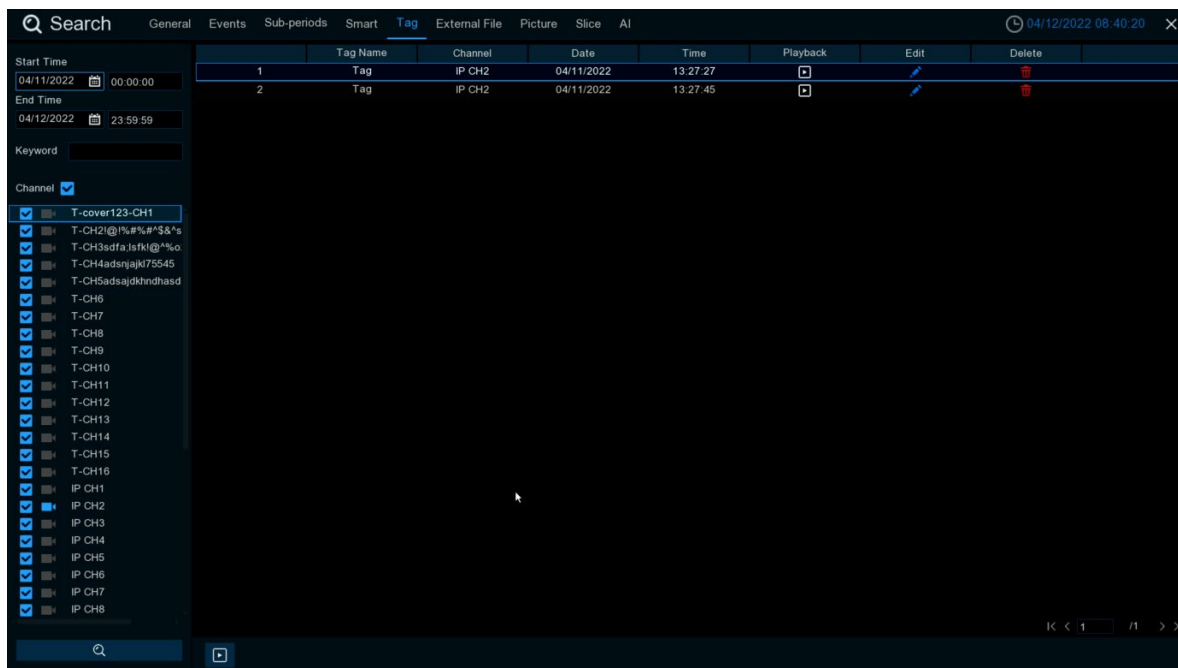 Search General Events Sub-periods Smart Tag External File Picture Slice AI 04/12/2022 08:40:20
Start Time
04/11/2022 00:00:00
End Time
04/12/2022 23:59:59
Keyword
Channel
T-cover123-CH1
T-CH2!@!%#%#^$&^s
T-CH3sdfa;lsfk!@^%o
T-CH4adsnjajkl75545
T-CH5adsajdkhndhasd
T-CH6
T-CH7
T-CH8
T-CH9
T-CH10
T-CH11
T-CH12
T-CH13
T-CH14
T-CH15
T-CH16
IP CH1
IP CH2
IP CH3
IP CH4
IP CH5
IP CH6
IP CH7
IP CH8
Tag Name Channel Date Time Playback Edit Delete
1 Tag IP CH2 04/11/2022 13:27:27
2 Tag IP CH2 04/11/2022 13:27:45
1 /1